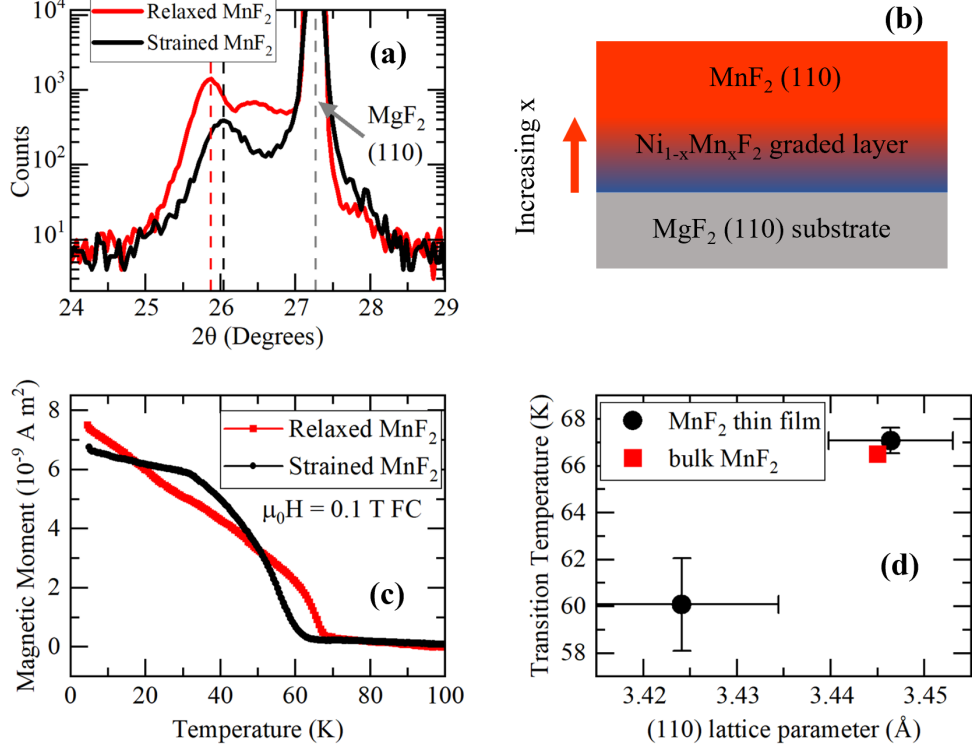 10⁴
10³
10²
10¹
Counts
Relaxed MnF₂
Strained MnF₂
(a)
MgF₂
(110)
24 25 26 27 28 29
2θ (Degrees)
(b)
MnF₂ (110)
Ni₁₋ₓMnₓF₂ graded layer
MgF₂ (110) substrate
Increasing x
8
6
4
2
0
Magnetic Moment (10⁻⁹ A m²)
Relaxed MnF₂
Strained MnF₂
μ₀H = 0.1 T FC
(c)
0 20 40 60 80 100
Temperature (K)
68
66
64
62
60
58
Transition Temperature (K)
MnF₂ thin film
bulk MnF₂
(d)
3.42 3.43 3.44 3.45
(110) lattice parameter (Å)